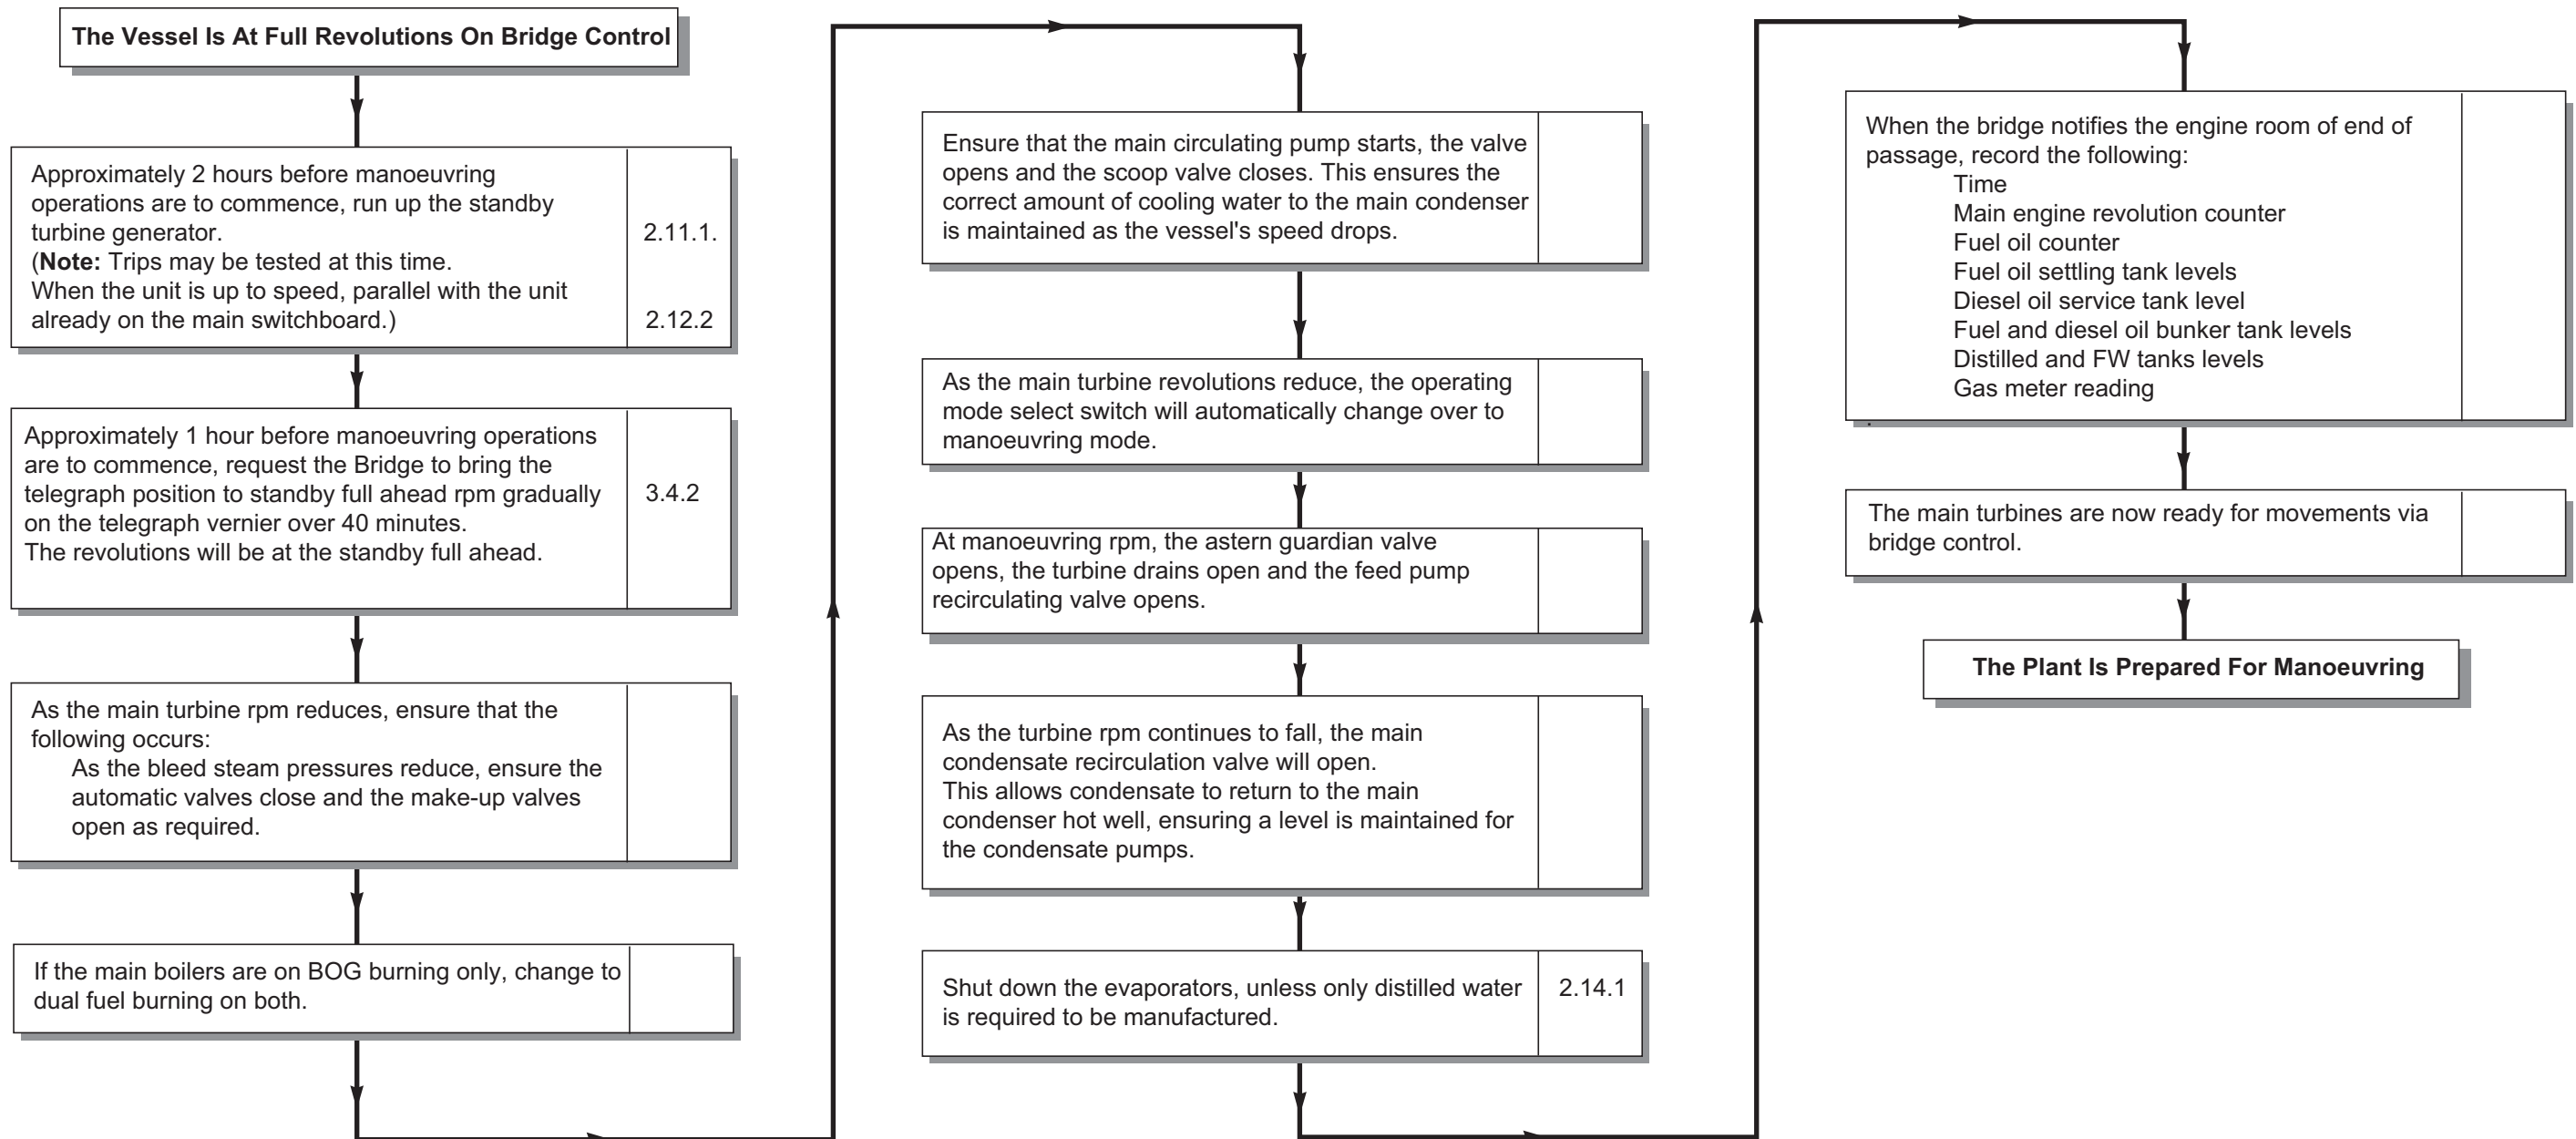 The Vessel Is At Full Revolutions On Bridge Control
Approximately 2 hours before manoeuvring
operations are to commence, run up the standby
turbine generator.
2.11.1.
(Note: Trips may be tested at this time.
When the unit is up to speed, parallel with the unit
already on the main switchboard.)
2.12.2
Approximately 1 hour before manoeuvring operations
are to commence, request the Bridge to bring the
telegraph position to standby full ahead rpm gradually
3.4.2
on the telegraph vernier over 40 minutes.
The revolutions will be at the standby full ahead.
As the main turbine rpm reduces, ensure that the
following occurs:
As the bleed steam pressures reduce, ensure the
automatic valves close and the make-up valves
open as required.
If the main boilers are on BOG burning only, change to
dual fuel burning on both.
Ensure that the main circulating pump starts, the valve
opens and the scoop valve closes. This ensures the
correct amount of cooling water to the main condenser
is maintained as the vessel's speed drops.
As the main turbine revolutions reduce, the operating
mode select switch will automatically change over to
manoeuvring mode.
At manoeuvring rpm, the astern guardian valve
opens, the turbine drains open and the feed pump
recirculating valve opens.
As the turbine rpm continues to fall, the main
condensate recirculation valve will open.
This allows condensate to return to the main
condenser hot well, ensuring a level is maintained for
the condensate pumps.
Shut down the evaporators, unless only distilled water
2.14.1
is required to be manufactured.
When the bridge notifies the engine room of end of
passage, record the following:
Time
Main engine revolution counter
Fuel oil counter
Fuel oil settling tank levels
Diesel oil service tank level
Fuel and diesel oil bunker tank levels
Distilled and FW tanks levels
Gas meter reading
.
The main turbines are now ready for movements via
bridge control.
The Plant Is Prepared For Manoeuvring